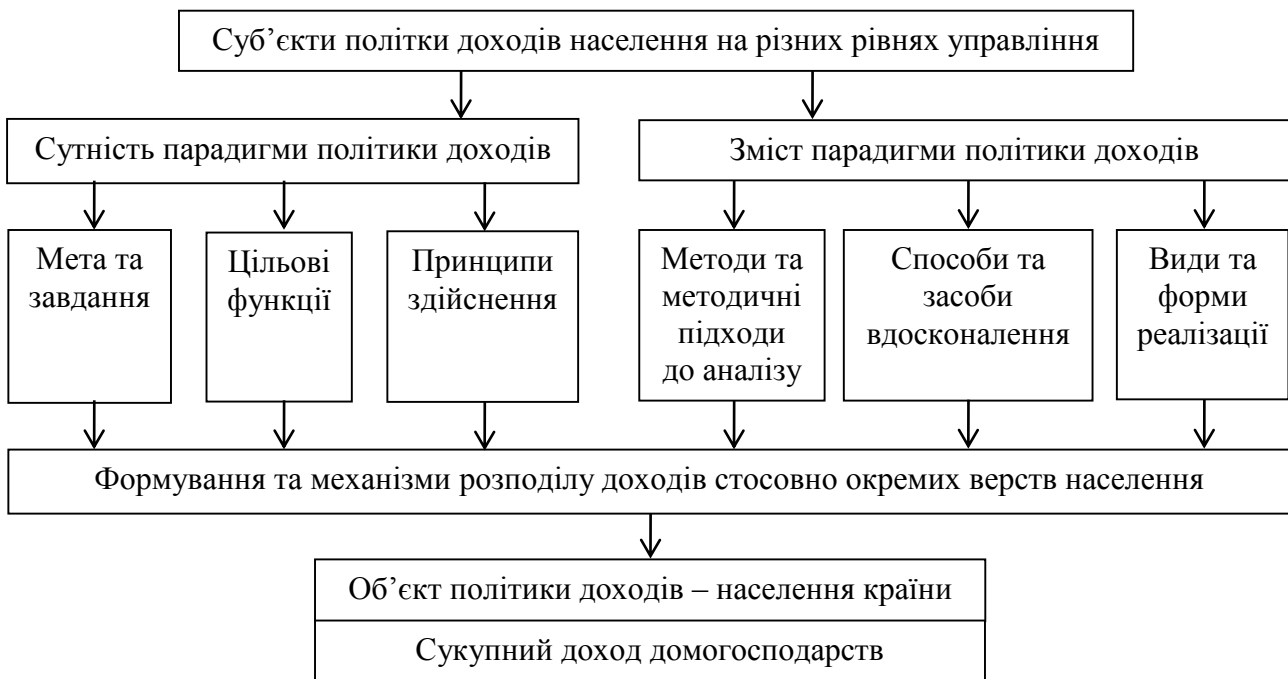 Суб’єкти політки доходів населення на різних рівнях управління
Сутність парадигми політики доходів
Зміст парадигми політики доходів
Мета та
завдання
Цільові
функції
Принципи
здійснення
Методи та
методичні
підходи
до аналізу
Способи та
засоби
вдосконалення
Види та
форми
реалізації
Формування та механізми розподілу доходів стосовно окремих верств населення
Об’єкт політики доходів – населення країни
Сукупний доход домогосподарств